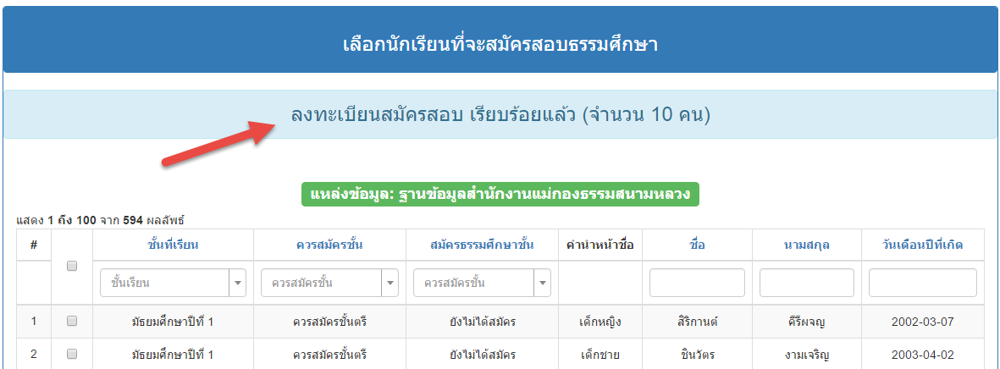 เลือกนักเรียนที่จะสมัครสอบธรรมศึกษา
ลงทะเบียนสมัครสอบ เรียบร้อยแล้ว (จำนวน 10 คน)
แหล่งข้อมูล: ฐานข้อมูลสำนักงานแม่กองธรรมสนามหลวง
แสดง 1 ถึง 100 จาก 594 ผลลัพธ์
# ชั้นที่เรียน ควรสมัครชั้น สมัครธรรมศึกษาชั้น คำนำหน้าชื่อ ชื่อ นามสกุล วันเดือนปีที่เกิด
ชั้นเรียน ควรสมัครชั้น ควรสมัครชั้น
1 มัธยมศึกษาปีที่ 1 ควรสมัครชั้นตรี ยังไม่ได้สมัคร เด็กหญิง สิริกานต์ คีรีผจญ 2002-03-07
2 มัธยมศึกษาปีที่ 1 ควรสมัครชั้นตรี ยังไม่ได้สมัคร เด็กชาย ชินวัตร งามเจริญ 2003-04-02